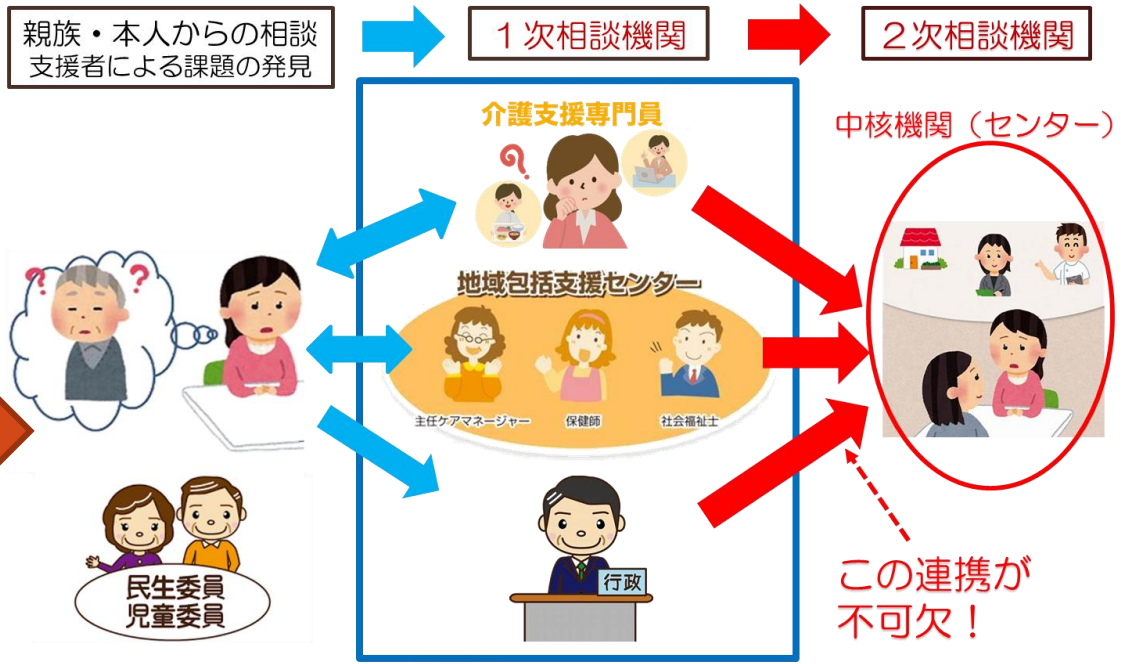 親族・本人からの相談
支援者による課題の発見
１次相談機関
２次相談機関
介護支援専門員
?
中核機関（センター）
? ?
地域包括支援センター
主任ケアマネージャー
保健師
社会福祉士
民生委員
児童委員
行政
この連携が
不可欠！